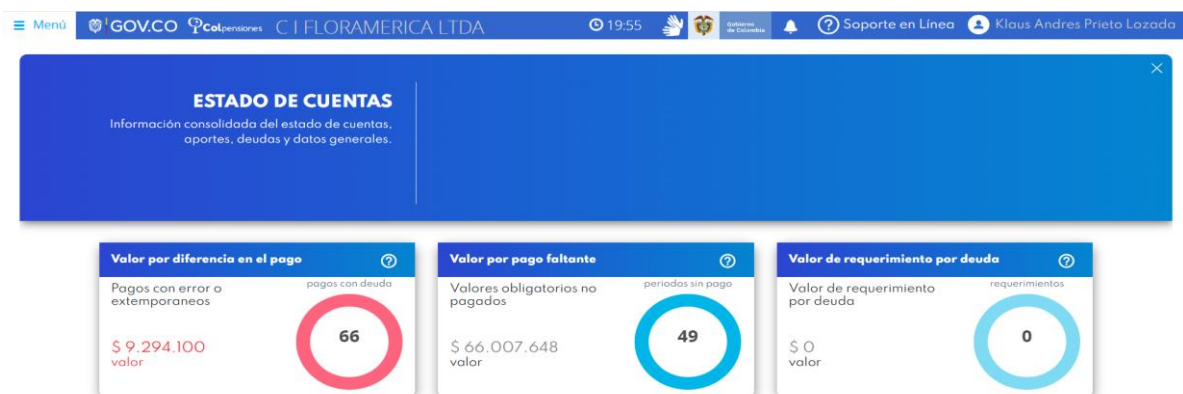 Menú GOV.CO Colpensiones C I FLORAMERICA LTDA 19:55 Gobierno de Colombia Soporte en Línea Klaus Andres Prieto Lozada
ESTADO DE CUENTAS
Información consolidada del estado de cuentas,
aportes, deudas y datos generales.
Valor por diferencia en el pago
pagos con deuda
Pagos con error o
extemporaneos
66
$ 9.294.100
valor
Valor por pago faltante
periodos sin pago
Valores obligatorios no
pagados
49
$ 66.007.648
valor
Valor de requerimiento por deuda
requerimientos
Valor de requerimiento
por deuda
0
$ 0
valor